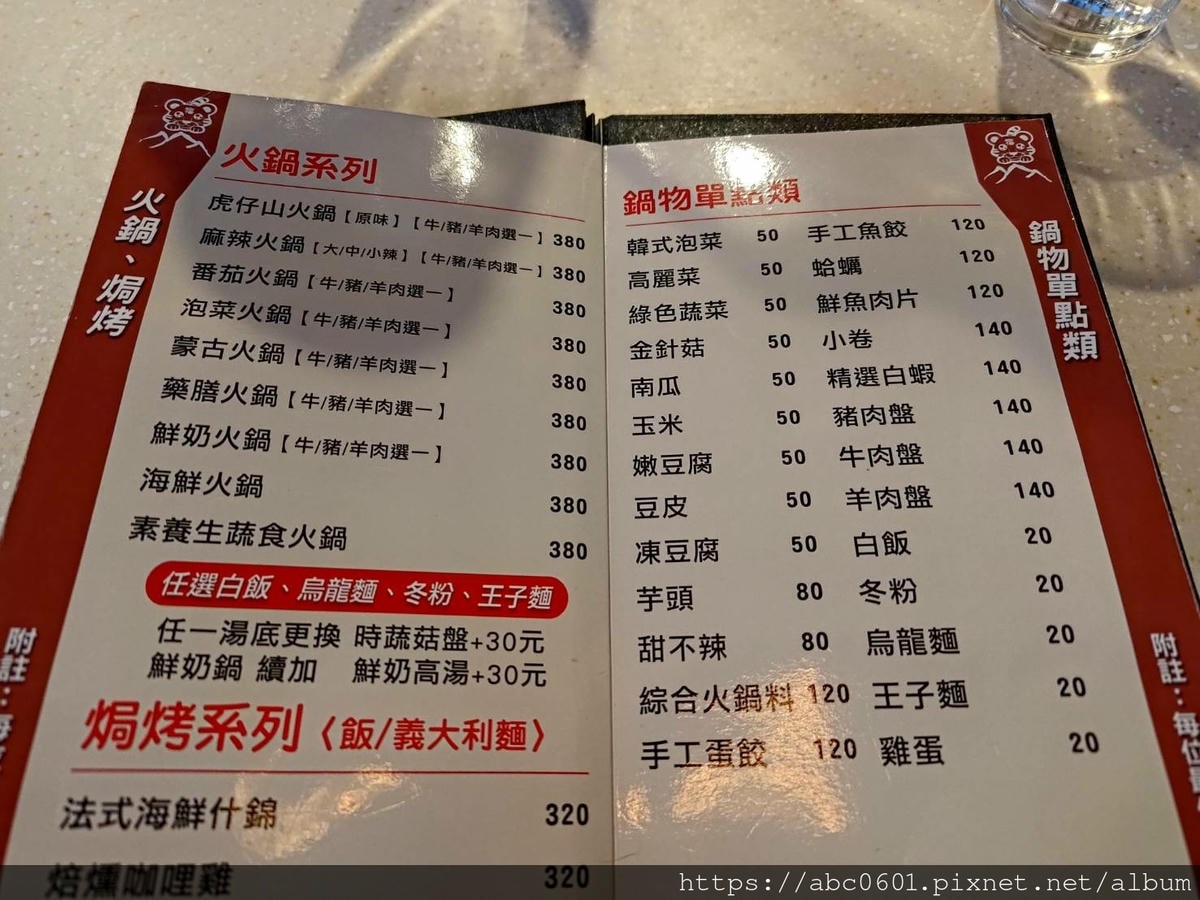 火鍋、焗烤
火鍋系列
虎仔山火鍋【原味】【牛/豬/羊肉選一】380
麻辣火鍋【大/中/小辣】【牛/豬/羊肉選一】380
番茄火鍋【牛/豬/羊肉選一】 380
泡菜火鍋【牛/豬/羊肉選一】 380
蒙古火鍋【牛/豬/羊肉選一】 380
藥膳火鍋【牛/豬/羊肉選一】 380
鮮奶火鍋【牛/豬/羊肉選一】 380
海鮮火鍋 380
素養生蔬食火鍋 380
任選白飯、烏龍麵、冬粉、王子麵
任一湯底更換 時蔬菇盤+30元
鮮奶鍋 續加 鮮奶高湯+30元
焗烤系列〈飯/義大利麵〉
法式海鮮什錦 320
焙燻咖哩雞 320
附註:每
鍋物單點類
韓式泡菜 50 手工魚餃 120
高麗菜 50 蛤蠣 120
綠色蔬菜 50 鮮魚肉片 120
金針菇 50 小卷 140
南瓜 50 精選白蝦 140
玉米 50 豬肉盤 140
嫩豆腐 50 牛肉盤 140
豆皮 50 羊肉盤 140
凍豆腐 50 白飯 20
芋頭 80 冬粉 20
甜不辣 80 烏龍麵 20
綜合火鍋料 120 王子麵 20
手工蛋餃 120 雞蛋 20
鍋物單點類
附註:每位
https://abc0601.pixnet.net/album